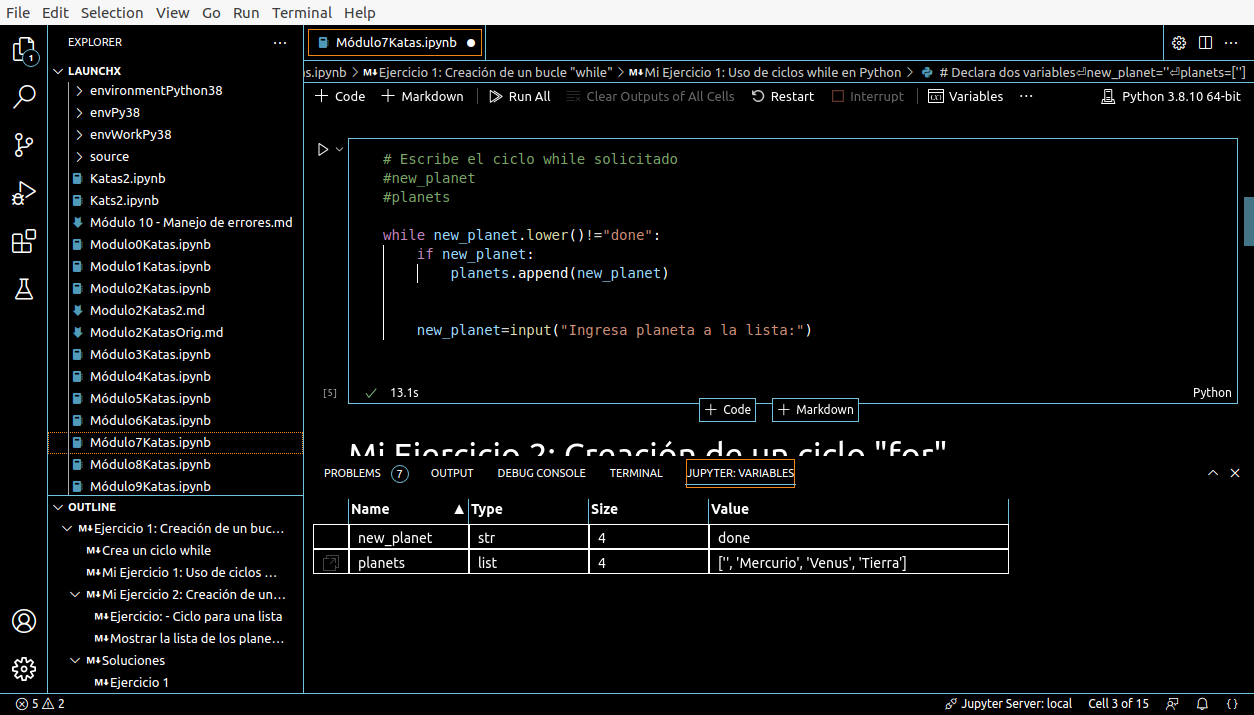 File Edit Selection View Go Run Terminal Help
EXPLORER ···
1
LAUNCHX
environmentPython38
envPy38
envWorkPy38
source
Katas2.ipynb
Kats2.ipynb
Módulo 10 - Manejo de errores.md
Modulo0Katas.ipynb
Modulo1Katas.ipynb
Modulo2Katas.ipynb
Modulo2Katas2.md
Modulo2KatasOrig.md
Módulo3Katas.ipynb
Módulo4Katas.ipynb
Módulo5Katas.ipynb
Módulo6Katas.ipynb
Módulo7Katas.ipynb
Módulo8Katas.ipynb
Módulo9Katas.ipynb
OUTLINE
M↓Ejercicio 1: Creación de un buc...
M↓Crea un ciclo while
M↓Mi Ejercicio 1: Uso de ciclos ...
M↓Mi Ejercicio 2: Creación de un...
M↓Ejercicio: - Ciclo para una lista
M↓Mostrar la lista de los plane...
M↓Soluciones
M↓Ejercicio 1
Módulo7Katas.ipynb ● ···
as.ipynb > M↓Ejercicio 1: Creación de un bucle "while" > M↓Mi Ejercicio 1: Uso de ciclos while en Python > # Declara dos variables⏎new_planet=''⏎planets=['']
+ Code + Markdown Run All Clear Outputs of All Cells Restart Interrupt Variables ··· Python 3.8.10 64-bit
# Escribe el ciclo while solicitado
#new_planet
#planets
while new_planet.lower()!="done":
if new_planet:
planets.append(new_planet)
new_planet=input("Ingresa planeta a la lista:")
[5] ✓ 13.1s Python
+ Code + Markdown
Mi Ejercicio 2: Creación de un ciclo "for"
PROBLEMS 7 OUTPUT DEBUG CONSOLE TERMINAL JUPYTER: VARIABLES
Name ▲ Type Size Value
new_planet str 4 done
planets list 4 ['', 'Mercurio', 'Venus', 'Tierra']
5 2 Jupyter Server: local Cell 3 of 15 { }